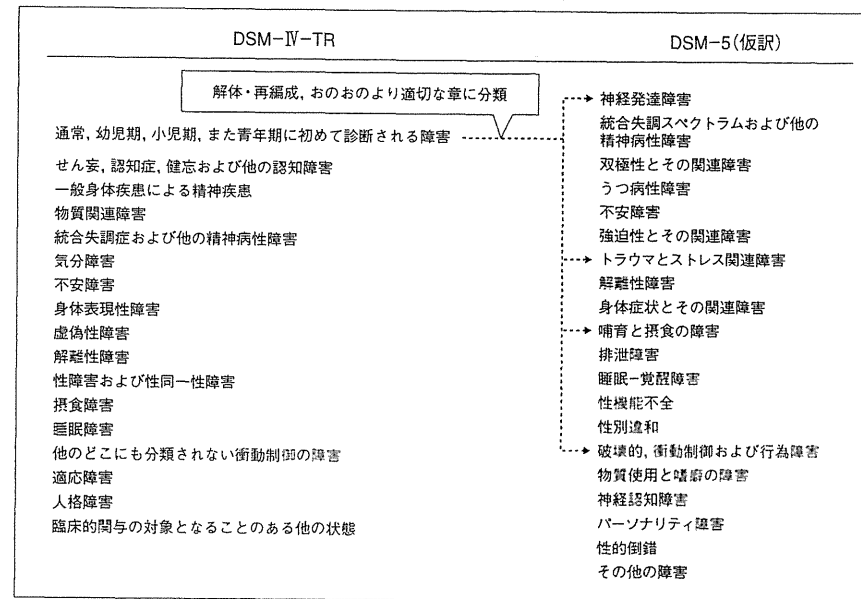 DSM-Ⅳ-TR
DSM-5(仮訳)
解体・再編成，おのおのより適切な章に分類
通常，幼児期，小児期，また青年期に初めて診断される障害
せん妄，認知症，健忘および他の認知障害
一般身体疾患による精神疾患
物質関連障害
統合失調症および他の精神病性障害
気分障害
不安障害
身体表現性障害
虚偽性障害
解離性障害
性障害および性同一性障害
摂食障害
睡眠障害
他のどこにも分類されない衝動制御の障害
適応障害
人格障害
臨床的関与の対象となることのある他の状態
神経発達障害
統合失調スペクトラムおよび他の
精神病性障害
双極性とその関連障害
うつ病性障害
不安障害
強迫性とその関連障害
トラウマとストレス関連障害
解離性障害
身体症状とその関連障害
哺育と摂食の障害
排泄障害
睡眠-覚醒障害
性機能不全
性別違和
破壊的，衝動制御および行為障害
物質使用と嗜癖の障害
神経認知障害
パーソナリティ障害
性的倒錯
その他の障害